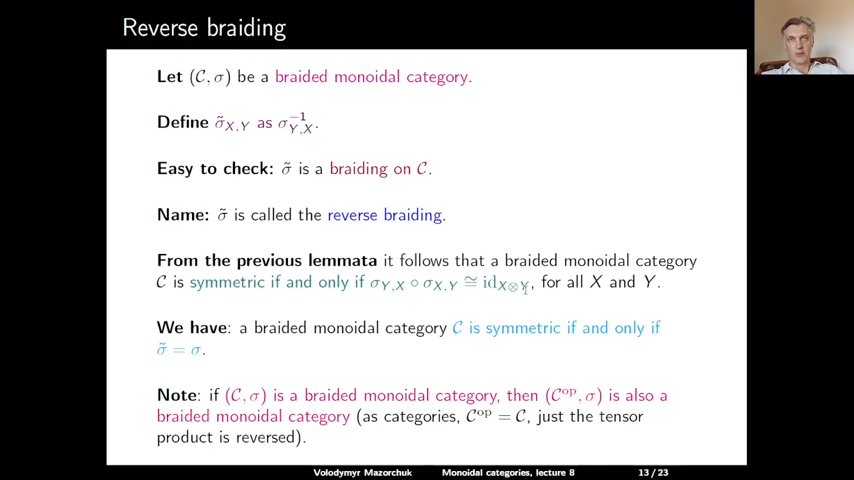 Reverse braiding
Let (𝒞, σ) be a braided monoidal category.
Define σ̃_{X,Y} as σ^{-1}_{Y,X}.
Easy to check: σ̃ is a braiding on 𝒞.
Name: σ̃ is called the reverse braiding.
From the previous lemmata it follows that a braided monoidal category
𝒞 is symmetric if and only if σ_{Y,X} ∘ σ_{X,Y} ≅ id_{X⊗Y}, for all X and Y.
We have: a braided monoidal category 𝒞 is symmetric if and only if
σ̃ = σ.
Note: if (𝒞, σ) is a braided monoidal category, then (𝒞^{op}, σ) is also a
braided monoidal category (as categories, 𝒞^{op} = 𝒞, just the tensor
product is reversed).
Volodymyr Mazorchuk Monoidal categories, lecture 8 13 / 23